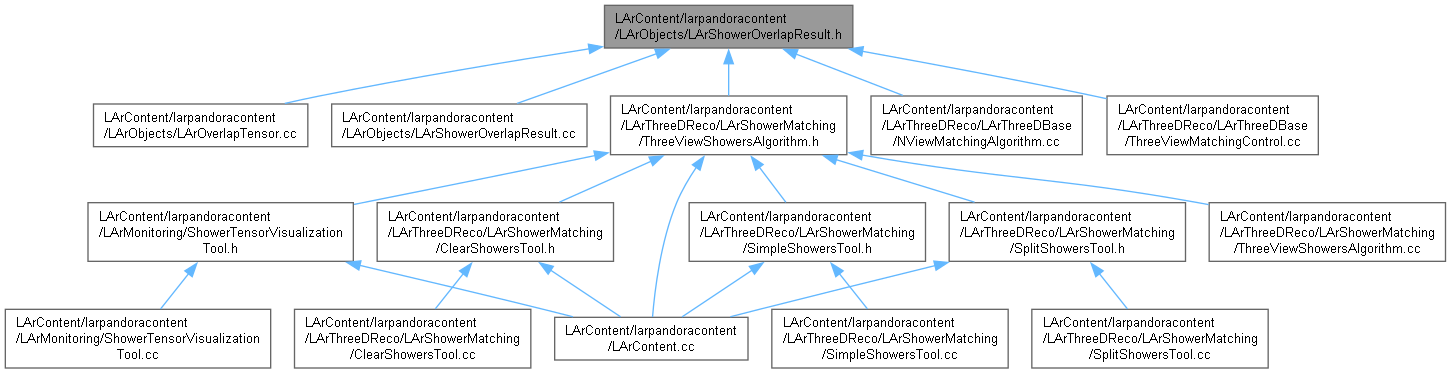 LArContent/larpandoracontent
/LArObjects/LArShowerOverlapResult.h
LArContent/larpandoracontent
/LArObjects/LArOverlapTensor.cc
LArContent/larpandoracontent
/LArObjects/LArShowerOverlapResult.cc
LArContent/larpandoracontent
/LArThreeDReco/LArShowerMatching
/ThreeViewShowersAlgorithm.h
LArContent/larpandoracontent
/LArThreeDReco/LArThreeDBase
/NViewMatchingAlgorithm.cc
LArContent/larpandoracontent
/LArThreeDReco/LArThreeDBase
/ThreeViewMatchingControl.cc
LArContent/larpandoracontent
/LArMonitoring/ShowerTensorVisualization
Tool.h
LArContent/larpandoracontent
/LArThreeDReco/LArShowerMatching
/ClearShowersTool.h
LArContent/larpandoracontent
/LArThreeDReco/LArShowerMatching
/SimpleShowersTool.h
LArContent/larpandoracontent
/LArThreeDReco/LArShowerMatching
/SplitShowersTool.h
LArContent/larpandoracontent
/LArThreeDReco/LArShowerMatching
/ThreeViewShowersAlgorithm.cc
LArContent/larpandoracontent
/LArMonitoring/ShowerTensorVisualization
Tool.cc
LArContent/larpandoracontent
/LArThreeDReco/LArShowerMatching
/ClearShowersTool.cc
LArContent/larpandoracontent
/LArContent.cc
LArContent/larpandoracontent
/LArThreeDReco/LArShowerMatching
/SimpleShowersTool.cc
LArContent/larpandoracontent
/LArThreeDReco/LArShowerMatching
/SplitShowersTool.cc